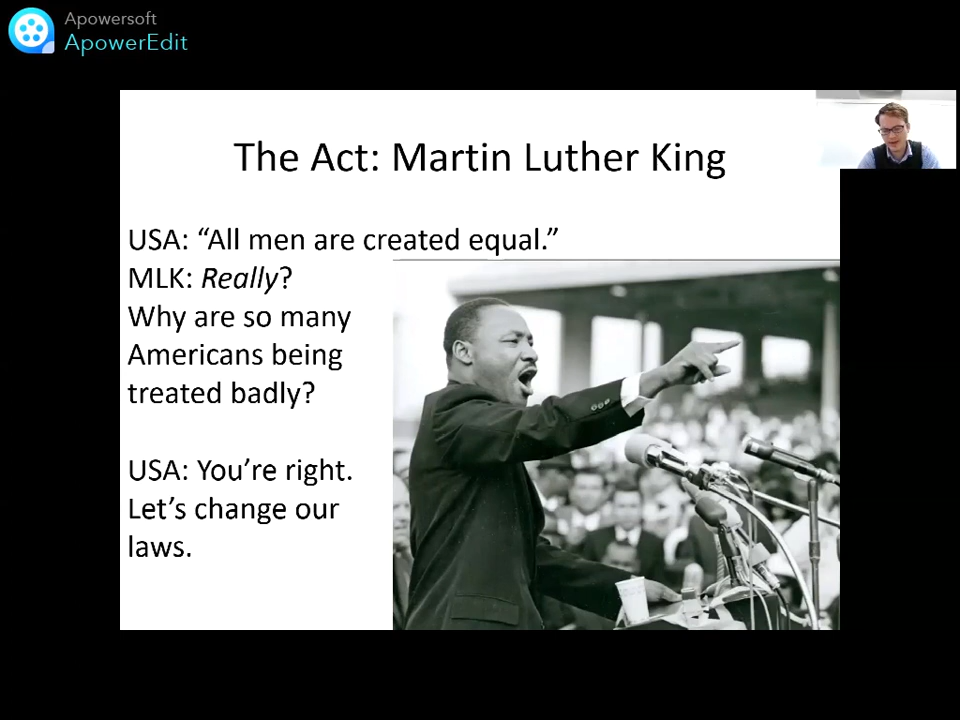 Apowersoft
ApowerEdit
The Act: Martin Luther King
USA: “All men are created equal.”
MLK: Really?
Why are so many
Americans being
treated badly?
USA: You’re right.
Let’s change our
laws.